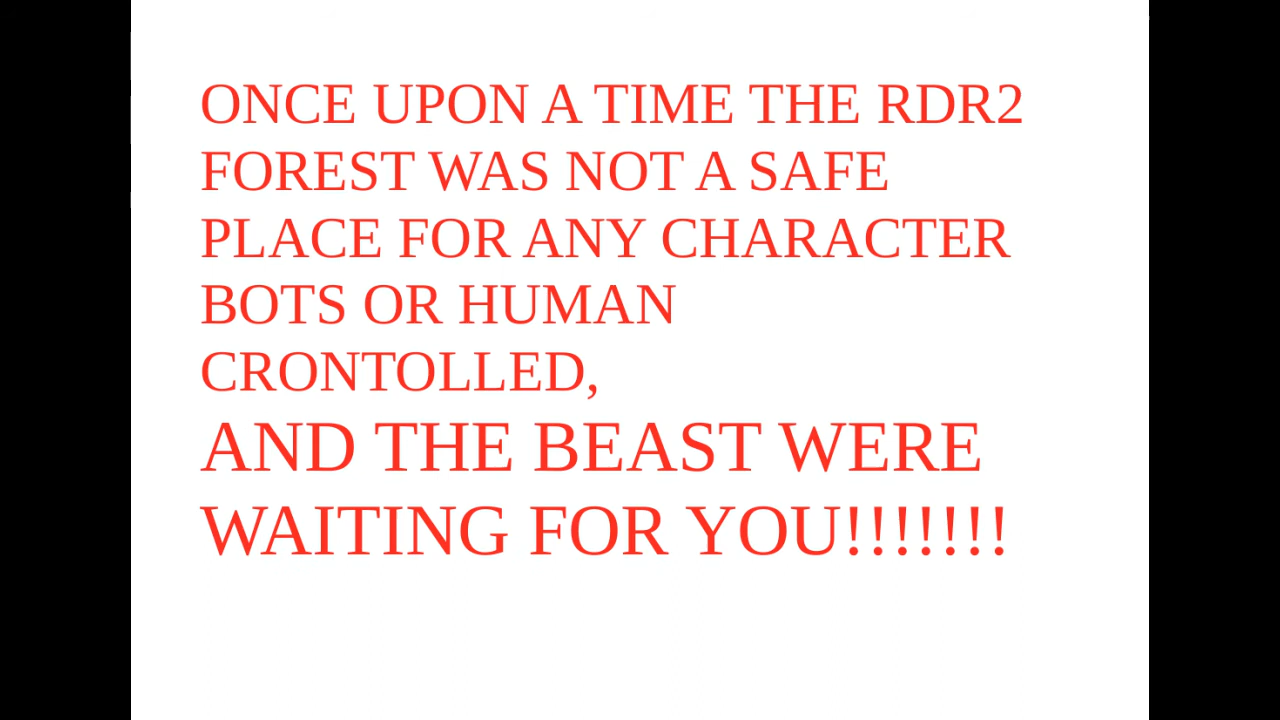 ONCE UPON A TIME THE RDR2
FOREST WAS NOT A SAFE
PLACE FOR ANY CHARACTER
BOTS OR HUMAN
CRONTOLLED,
AND THE BEAST WERE
WAITING FOR YOU!!!!!!!